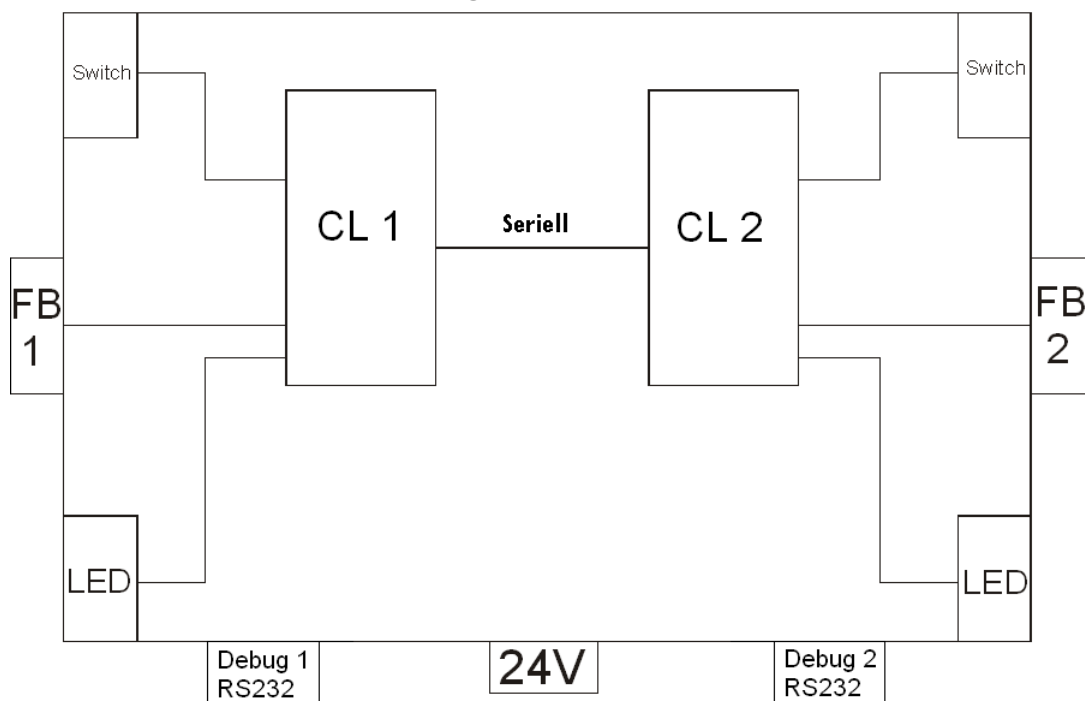 Switch
Switch
CL 1
Seriell
CL 2
FB
1
FB
2
LED
LED
Debug 1
RS232
24V
Debug 2
RS232